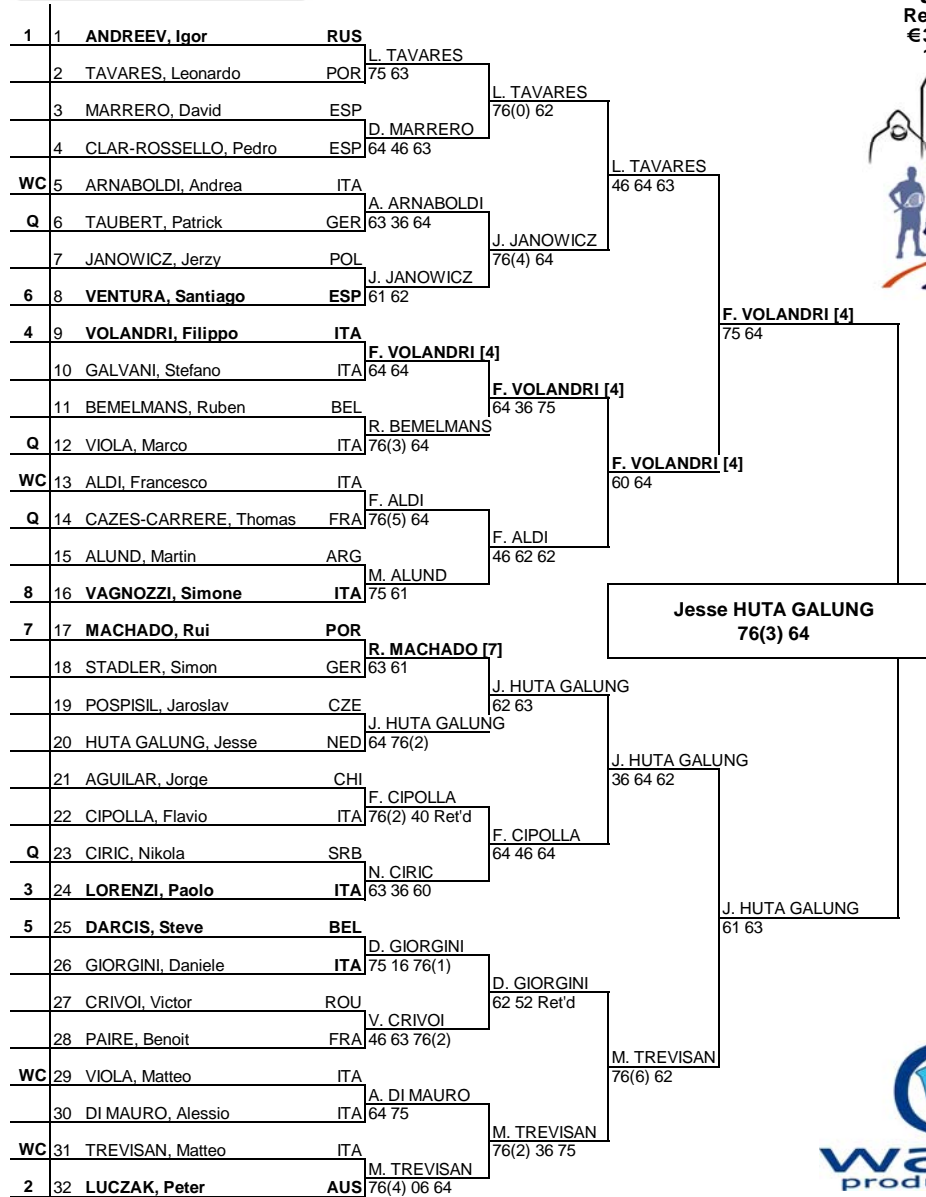 Re
€3
1 1 ANDREEV, Igor RUS
2 TAVARES, Leonardo POR
3 MARRERO, David ESP
4 CLAR-ROSSELLO, Pedro ESP
WC 5 ARNABOLDI, Andrea ITA
Q 6 TAUBERT, Patrick GER
7 JANOWICZ, Jerzy POL
6 8 VENTURA, Santiago ESP
4 9 VOLANDRI, Filippo ITA
10 GALVANI, Stefano ITA
11 BEMELMANS, Ruben BEL
Q 12 VIOLA, Marco ITA
WC 13 ALDI, Francesco ITA
Q 14 CAZES-CARRERE, Thomas FRA
15 ALUND, Martin ARG
8 16 VAGNOZZI, Simone ITA
7 17 MACHADO, Rui POR
18 STADLER, Simon GER
19 POSPISIL, Jaroslav CZE
20 HUTA GALUNG, Jesse NED
21 AGUILAR, Jorge CHI
22 CIPOLLA, Flavio ITA
Q 23 CIRIC, Nikola SRB
3 24 LORENZI, Paolo ITA
5 25 DARCIS, Steve BEL
26 GIORGINI, Daniele ITA
27 CRIVOI, Victor ROU
28 PAIRE, Benoit FRA
WC 29 VIOLA, Matteo ITA
30 DI MAURO, Alessio ITA
WC 31 TREVISAN, Matteo ITA
2 32 LUCZAK, Peter AUS
L. TAVARES
75 63
D. MARRERO
64 46 63
A. ARNABOLDI
63 36 64
J. JANOWICZ
61 62
F. VOLANDRI [4]
64 64
R. BEMELMANS
76(3) 64
F. ALDI
76(5) 64
M. ALUND
75 61
R. MACHADO [7]
63 61
J. HUTA GALUNG
64 76(2)
F. CIPOLLA
76(2) 40 Ret'd
N. CIRIC
63 36 60
D. GIORGINI
75 16 76(1)
V. CRIVOI
46 63 76(2)
A. DI MAURO
64 75
M. TREVISAN
76(4) 06 64
L. TAVARES
76(0) 62
J. JANOWICZ
76(4) 64
F. VOLANDRI [4]
64 36 75
F. ALDI
46 62 62
J. HUTA GALUNG
62 63
F. CIPOLLA
64 46 64
D. GIORGINI
62 52 Ret'd
M. TREVISAN
76(2) 36 75
L. TAVARES
46 64 63
F. VOLANDRI [4]
60 64
J. HUTA GALUNG
36 64 62
M. TREVISAN
76(6) 62
F. VOLANDRI [4]
75 64
J. HUTA GALUNG
61 63
Jesse HUTA GALUNG
76(3) 64
prod